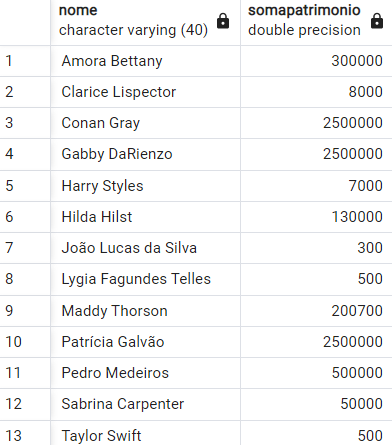 nome somapatrimonio
character varying (40) double precision
1 Amora Bettany 300000
2 Clarice Lispector 8000
3 Conan Gray 2500000
4 Gabby DaRienzo 2500000
5 Harry Styles 7000
6 Hilda Hilst 130000
7 João Lucas da Silva 300
8 Lygia Fagundes Telles 500
9 Maddy Thorson 200700
10 Patrícia Galvão 2500000
11 Pedro Medeiros 500000
12 Sabrina Carpenter 50000
13 Taylor Swift 500